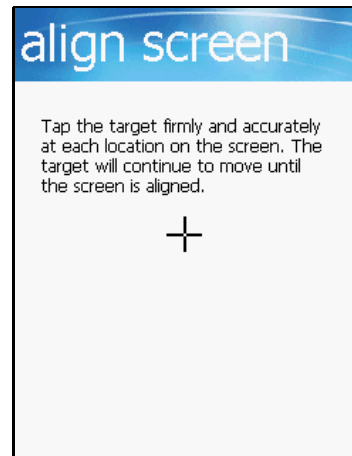 align screen
Tap the target firmly and accurately
at each location on the screen. The
target will continue to move until
the screen is aligned.